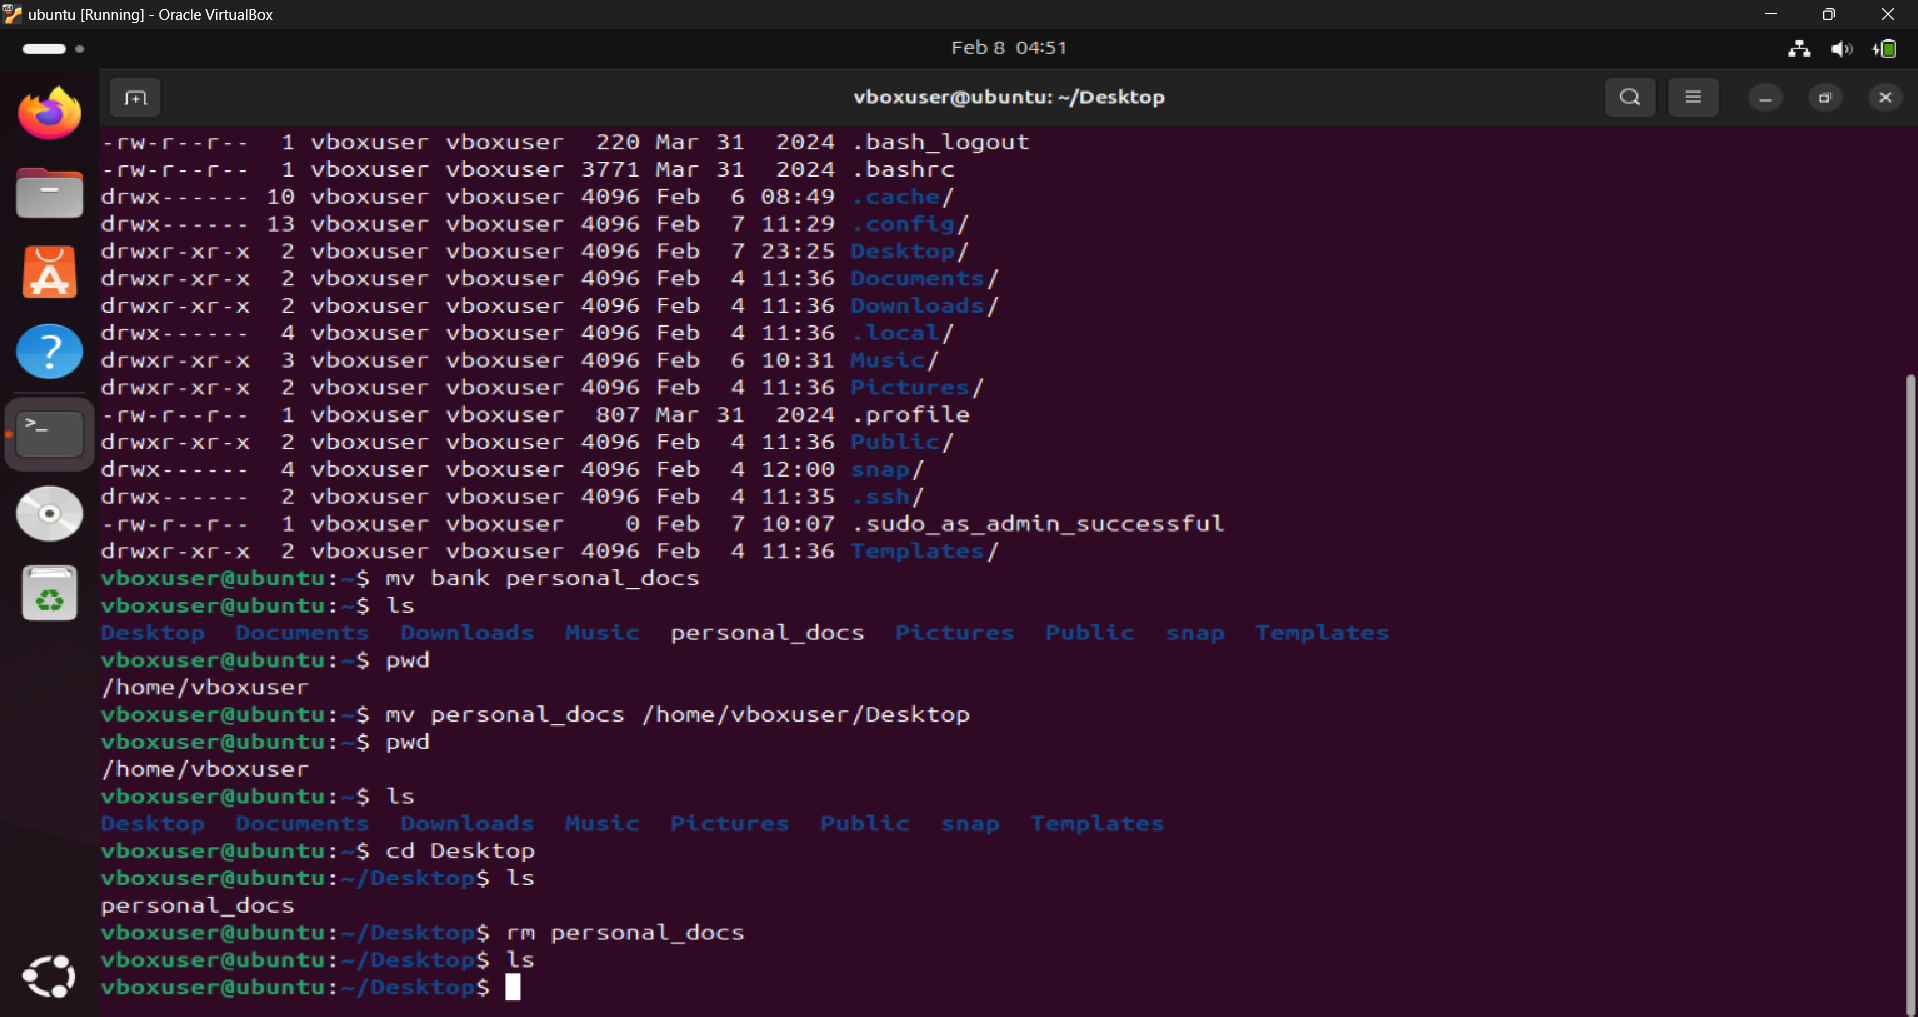 ubuntu [Running] - Oracle VirtualBox
Feb 8 04:51
vboxuser@ubuntu: ~/Desktop
-rw-r--r--  1 vboxuser vboxuser  220 Mar 31  2024 .bash_logout
-rw-r--r--  1 vboxuser vboxuser 3771 Mar 31  2024 .bashrc
drwx------ 10 vboxuser vboxuser 4096 Feb  6 08:49 .cache/
drwx------ 13 vboxuser vboxuser 4096 Feb  7 11:29 .config/
drwxr-xr-x  2 vboxuser vboxuser 4096 Feb  7 23:25 Desktop/
drwxr-xr-x  2 vboxuser vboxuser 4096 Feb  4 11:36 Documents/
drwxr-xr-x  2 vboxuser vboxuser 4096 Feb  4 11:36 Downloads/
drwx------  4 vboxuser vboxuser 4096 Feb  4 11:36 .local/
drwxr-xr-x  3 vboxuser vboxuser 4096 Feb  6 10:31 Music/
drwxr-xr-x  2 vboxuser vboxuser 4096 Feb  4 11:36 Pictures/
-rw-r--r--  1 vboxuser vboxuser  807 Mar 31  2024 .profile
drwxr-xr-x  2 vboxuser vboxuser 4096 Feb  4 11:36 Public/
drwx------  4 vboxuser vboxuser 4096 Feb  4 12:00 snap/
drwx------  2 vboxuser vboxuser 4096 Feb  4 11:35 .ssh/
-rw-r--r--  1 vboxuser vboxuser    0 Feb  7 10:07 .sudo_as_admin_successful
drwxr-xr-x  2 vboxuser vboxuser 4096 Feb  4 11:36 Templates/
vboxuser@ubuntu:~$ mv bank personal_docs
vboxuser@ubuntu:~$ ls
Desktop  Documents  Downloads  Music  personal_docs  Pictures  Public  snap  Templates
vboxuser@ubuntu:~$ pwd
/home/vboxuser
vboxuser@ubuntu:~$ mv personal_docs /home/vboxuser/Desktop
vboxuser@ubuntu:~$ pwd
/home/vboxuser
vboxuser@ubuntu:~$ ls
Desktop  Documents  Downloads  Music  Pictures  Public  snap  Templates
vboxuser@ubuntu:~$ cd Desktop
vboxuser@ubuntu:~/Desktop$ ls
personal_docs
vboxuser@ubuntu:~/Desktop$ rm personal_docs
vboxuser@ubuntu:~/Desktop$ ls
vboxuser@ubuntu:~/Desktop$